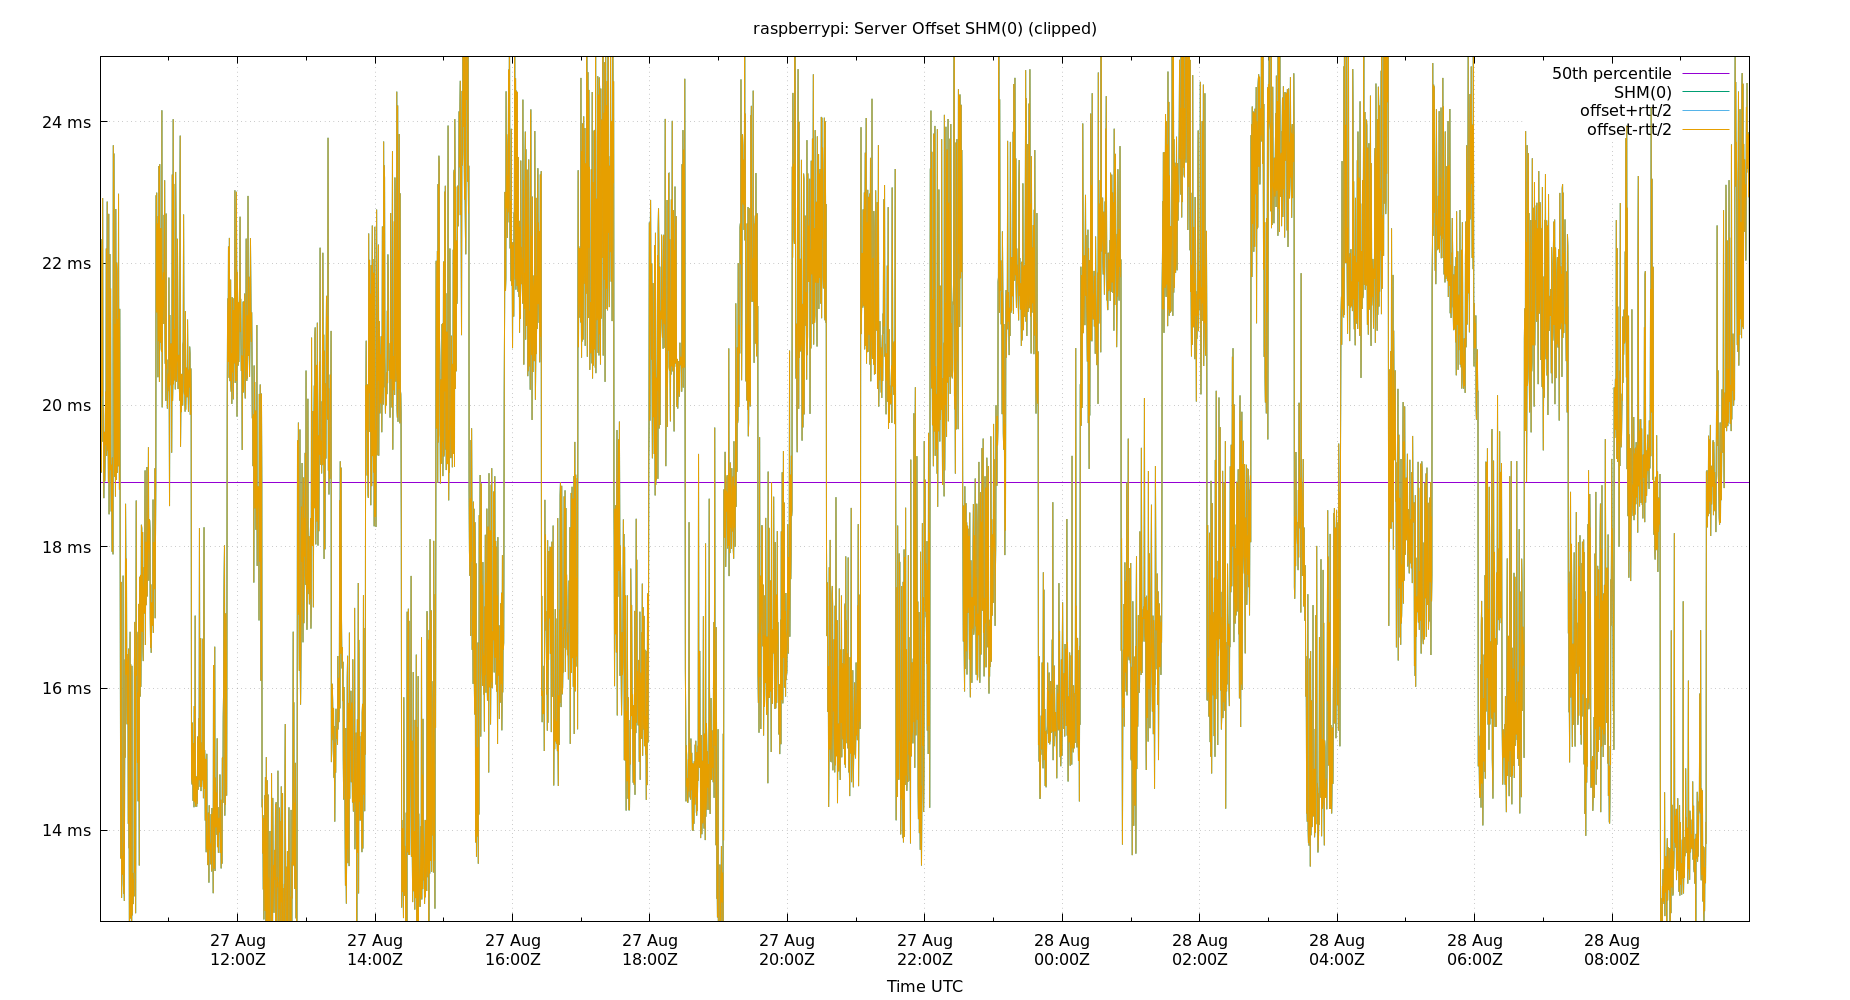 raspberrypi: Server Offset SHM(0) (clipped)
50th percentile
SHM(0)
offset+rtt/2
offset-rtt/2
24 ms
22 ms
20 ms
18 ms
16 ms
14 ms
27 Aug 27 Aug 27 Aug 27 Aug 27 Aug 27 Aug 28 Aug 28 Aug 28 Aug 28 Aug 28 Aug
12:00Z 14:00Z 16:00Z 18:00Z 20:00Z 22:00Z 00:00Z 02:00Z 04:00Z 06:00Z 08:00Z
Time UTC